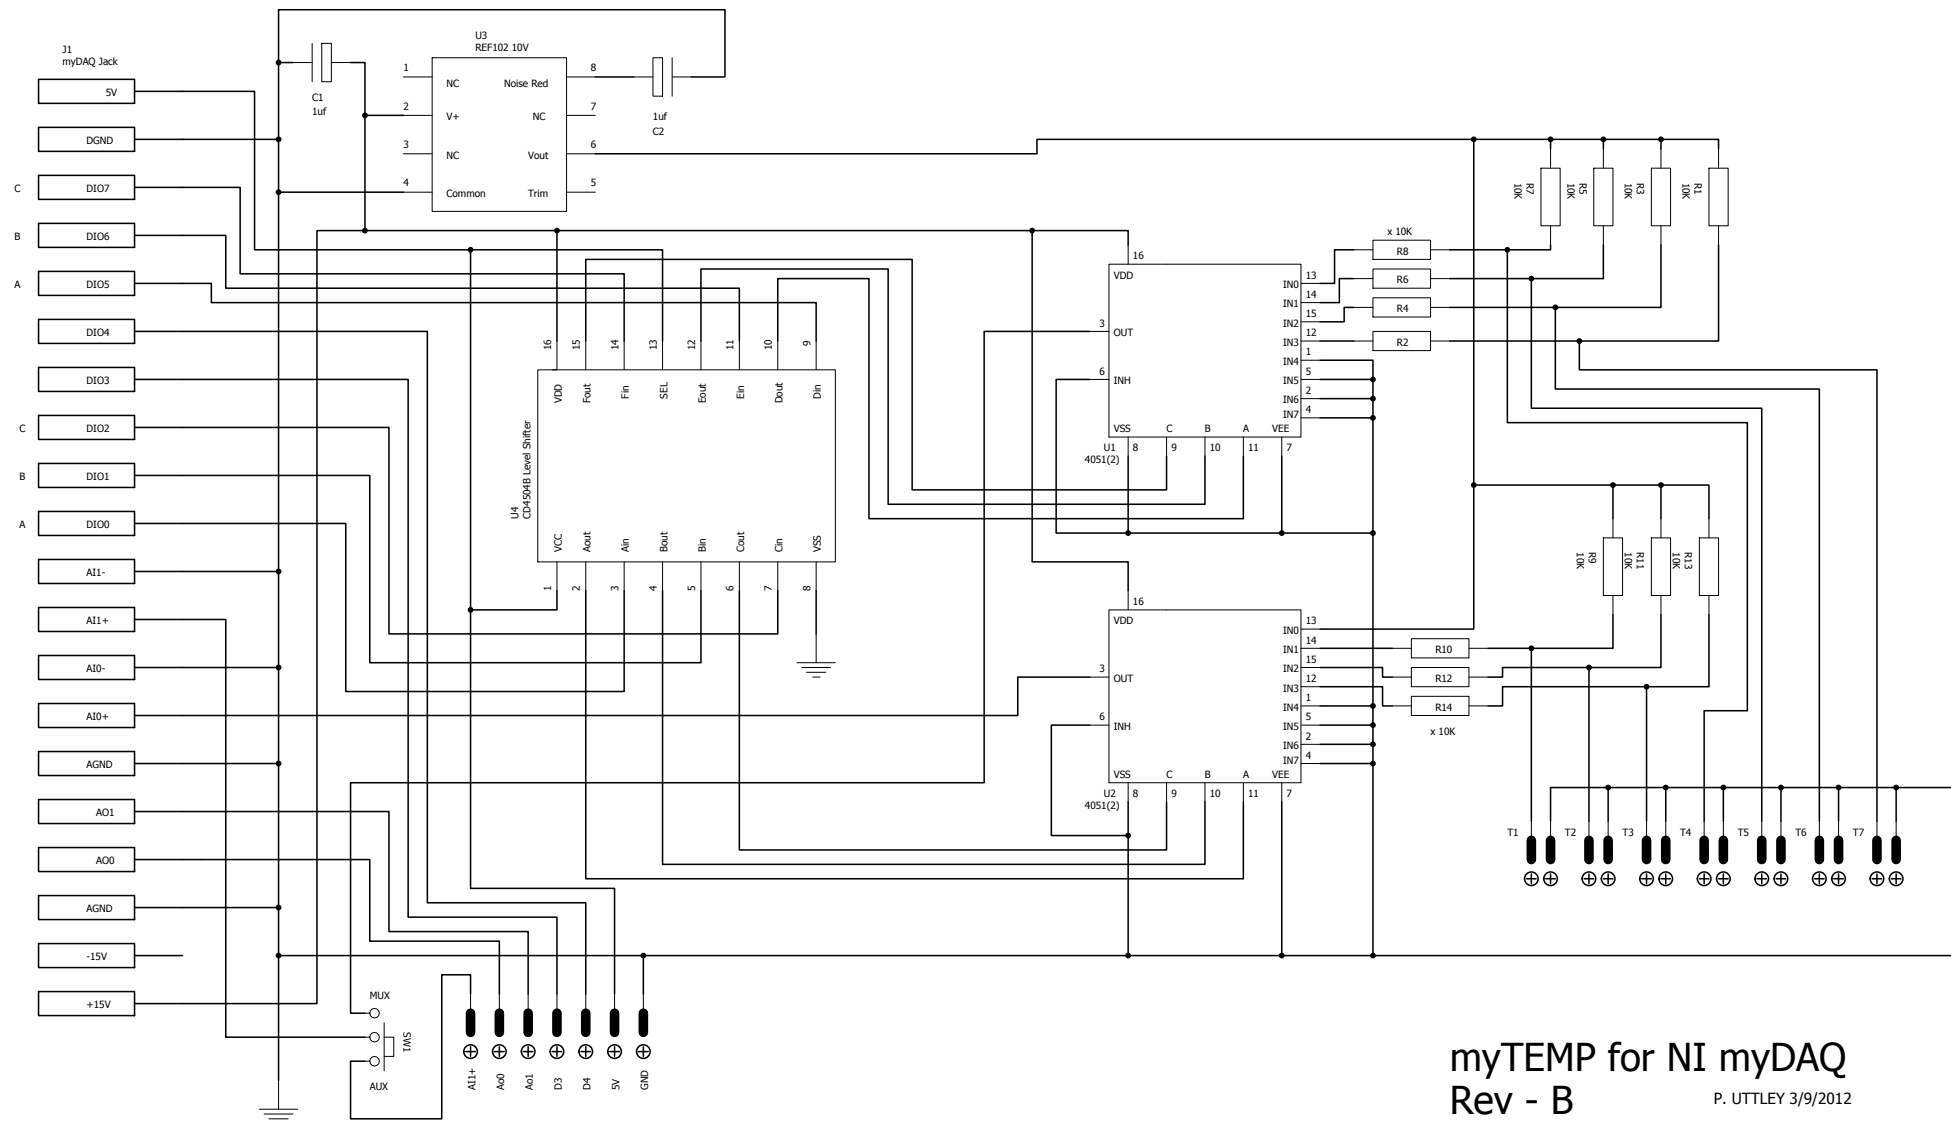 J1
myDAQ Jack
5V
DGND
C DIO7
B DIO6
A DIO5
DIO4
DIO3
C DIO2
B DIO1
A DIO0
AI1-
AI1+
AI0-
AI0+
AGND
AO1
AO0
AGND
-15V
+15V
C1
1uf
U3
REF102 10V
1 NC
2 V+
3 NC
4 Common
8 Noise Red
7 NC
6 Vout
5 Trim
1uf
C2
16 15 14 13 12 11 10 9
VDD Fout Fin SEL Eout Ein Dout Din
U4
CD4504B Level Shifter
VCC Aout Ain Bout Bin Cout Cin VSS
1 2 3 4 5 6 7 8
16
VDD
3 OUT
6 INH
IN0 13
IN1 14
IN2 15
IN3 12
IN4 1
IN5 5
IN6 2
IN7 4
VSS C B A VEE
U1 8 9 10 11 7
4051(2)
x 10K
R8
R6
R4
R2
R7
10K
R5
10K
R3
10K
R1
10K
16
VDD
3 OUT
6 INH
IN0 13
IN1 14
IN2 15
IN3 12
IN4 1
IN5 5
IN6 2
IN7 4
VSS C B A VEE
U2 8 9 10 11 7
4051(2)
R9
10K
R11
10K
R13
10K
R10
R12
R14
x 10K
T1 T2 T3 T4 T5 T6 T7
MUX
SW1
AUX
AI1+ Ao0 Ao1 D3 D4 5V GND
myTEMP for NI myDAQ
Rev - B
P. UTTLEY 3/9/2012